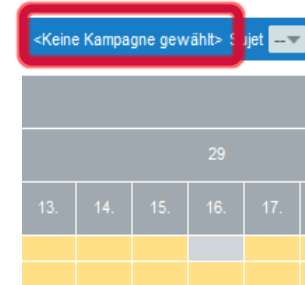 <Keine Kampagne gewählt> Sujet --
29
13. 14. 15. 16. 17.